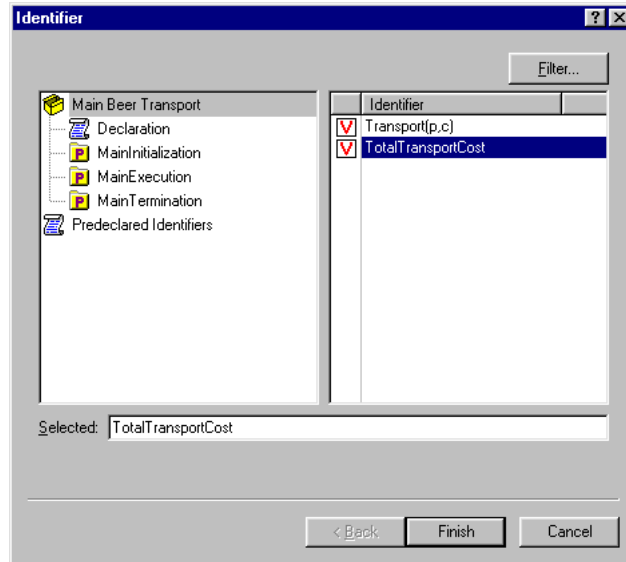 Identifier
Filter...
Main Beer Transport
Declaration
P MainInitialization
P MainExecution
P MainTermination
Predeclared Identifiers
Identifier
V Transport(p,c)
V TotalTransportCost
Selected: TotalTransportCost
< Back Finish Cancel